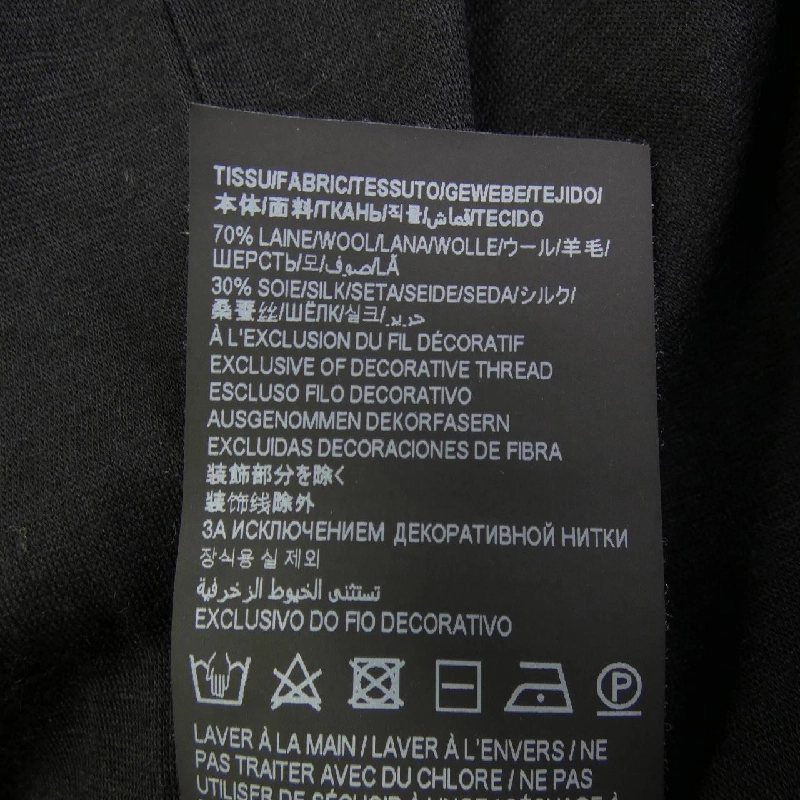 TISSU/FABRIC/TESSUTO/GEWEBE/TEJIDO/
本体/面料/ТКАНЬ/직물/قماش/TECIDO
70% LAINE/WOOL/LANA/WOLLE/ウール/羊毛/
ШЕРСТЬ/모/صوف/LÃ
30% SOIE/SILK/SETA/SEIDE/SEDA/シルク/
桑蚕丝/ШЁЛК/실크/حرير
À L'EXCLUSION DU FIL DÉCORATIF
EXCLUSIVE OF DECORATIVE THREAD
ESCLUSO FILO DECORATIVO
AUSGENOMMEN DEKORFASERN
EXCLUIDAS DECORACIONES DE FIBRA
装飾部分を除く
装饰线除外
ЗА ИСКЛЮЧЕНИЕМ ДЕКОРАТИВНОЙ НИТКИ
장식용 실 제외
تستثنى الخيوط الزخرفية
EXCLUSIVO DO FIO DECORATIVO
P
LAVER À LA MAIN / LAVER À L'ENVERS / NE
PAS TRAITER AVEC DU CHLORE / NE PAS
UTILISER DE SÉCHOIR À